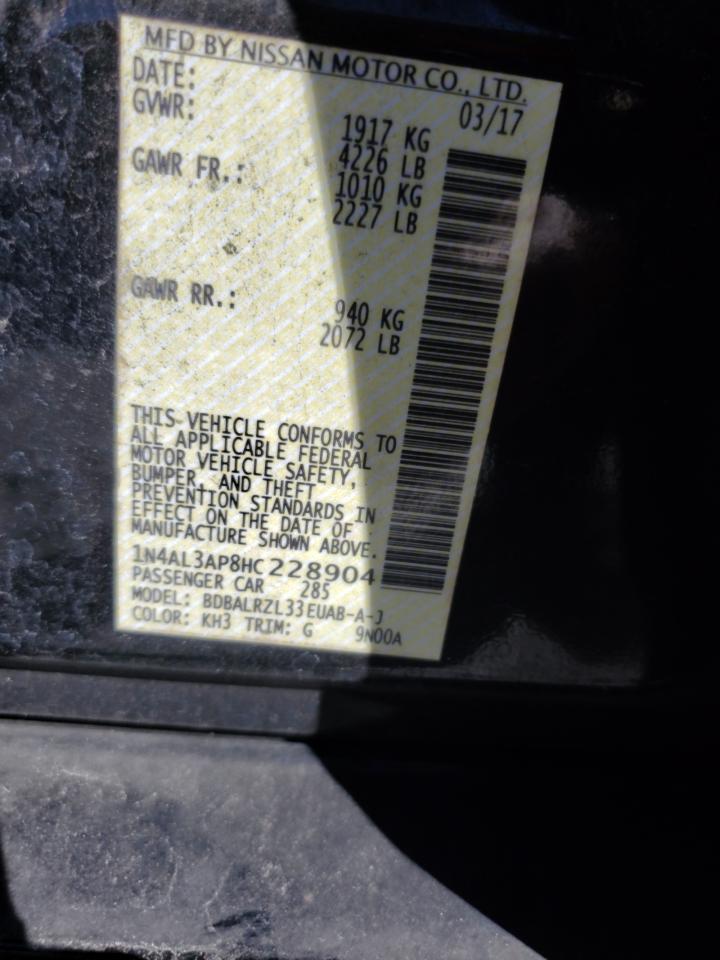 MFD BY NISSAN MOTOR CO., LTD.
DATE: 03/17
GVWR: 1917 KG
4226 LB
GAWR FR.: 1010 KG
2227 LB
GAWR RR.: 940 KG
2072 LB
THIS VEHICLE CONFORMS TO
ALL APPLICABLE FEDERAL
MOTOR VEHICLE SAFETY,
BUMPER, AND THEFT
PREVENTION STANDARDS IN
EFFECT ON THE DATE OF
MANUFACTURE SHOWN ABOVE.
1N4AL3AP8HC228904
PASSENGER CAR 285
MODEL: BDBALRZL33EUAB-A-J
COLOR: KH3 TRIM: G 9N00A